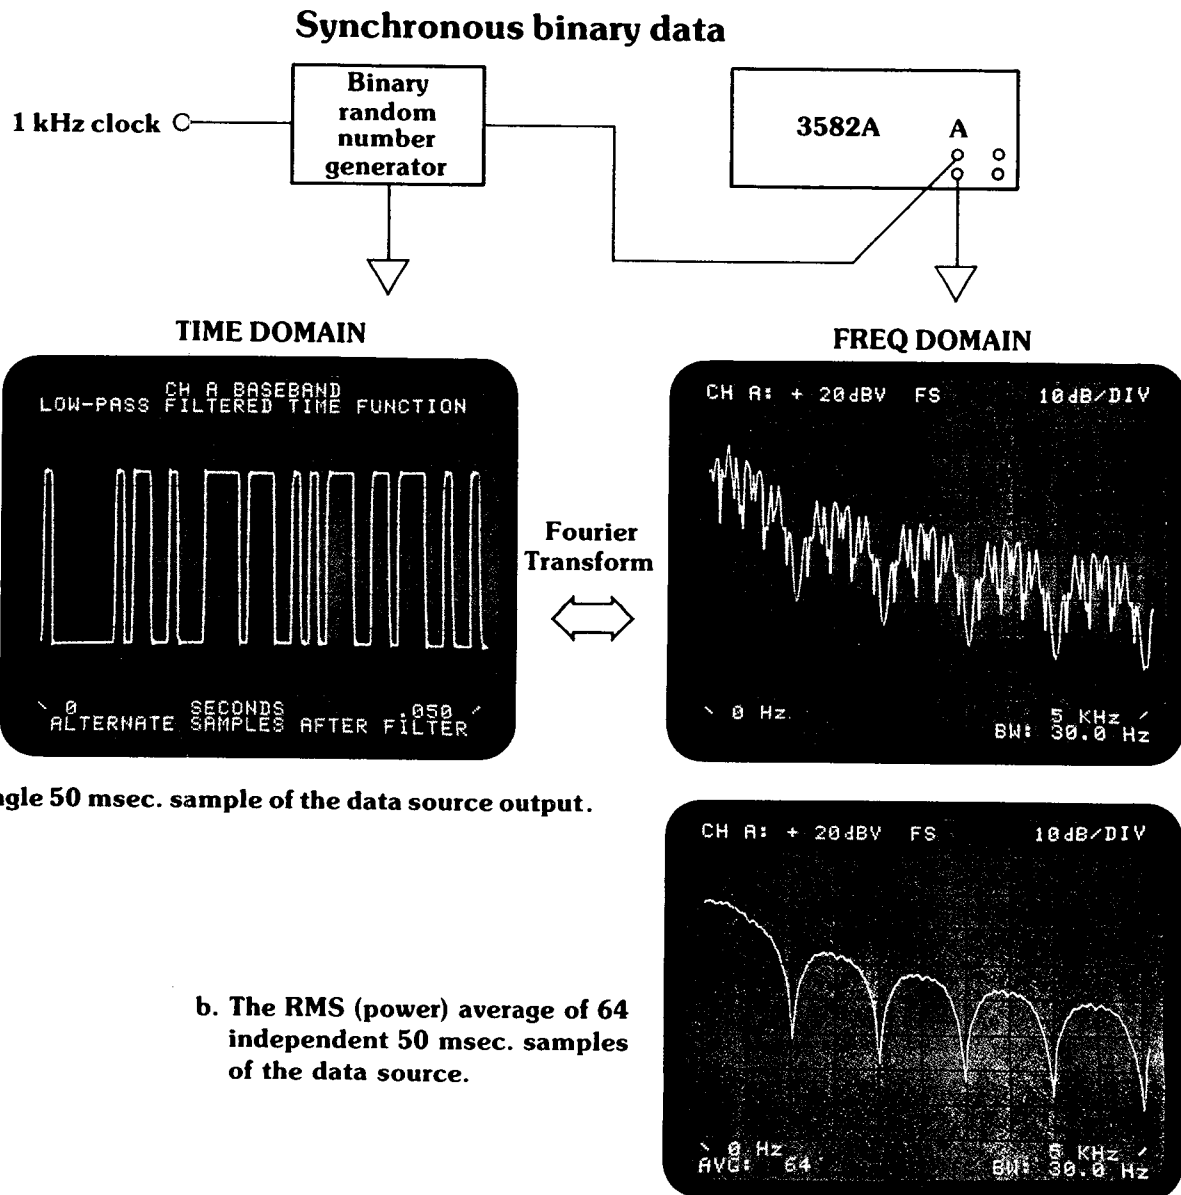 Synchronous binary data
1 kHz clock
Binary
random
number
generator
3582A
A
TIME DOMAIN
FREQ DOMAIN
CH A BASEBAND
LOW-PASS FILTERED TIME FUNCTION
0 SECONDS .050
ALTERNATE SAMPLES AFTER FILTER
Fourier
Transform
CH A: + 20dBV FS 10dB/DIV
0 Hz 5 KHz
BW: 30.0 Hz
50 msec. sample of the data source output.
b. The RMS (power) average of 64
independent 50 msec. samples
of the data source.
CH A: + 20dBV FS 10dB/DIV
0 Hz 5 KHz
AVG: 64 BW: 30.0 Hz